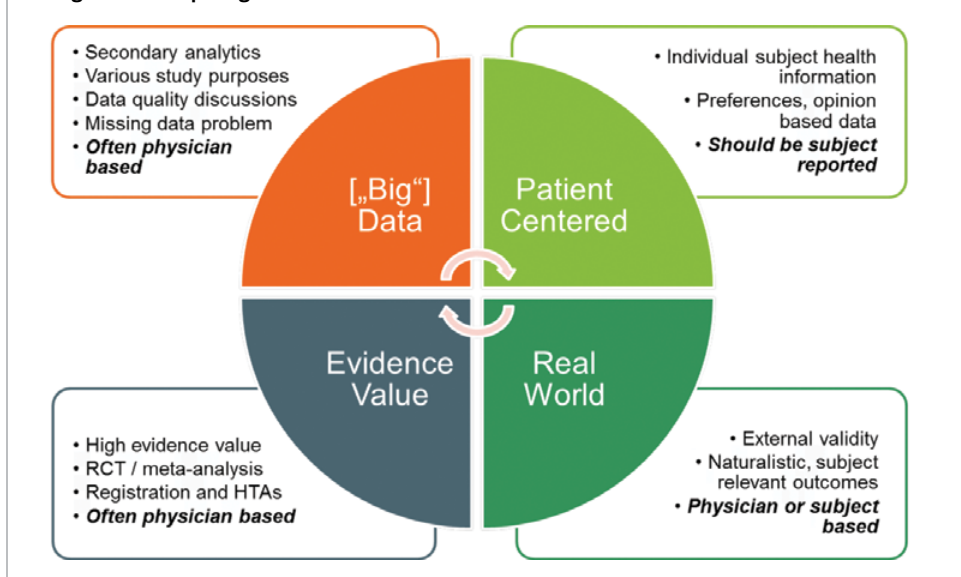 • Secondary analytics
• Various study purposes
• Data quality discussions
• Missing data problem
• Often physician
based
• Individual subject health
information
• Preferences, opinion
based data
• Should be subject
reported
[„Big“]
Data
Patient
Centered
Evidence
Value
Real
World
• High evidence value
• RCT / meta-analysis
• Registration and HTAs
• Often physician based
• External validity
• Naturalistic, subject
relevant outcomes
• Physician or subject
based